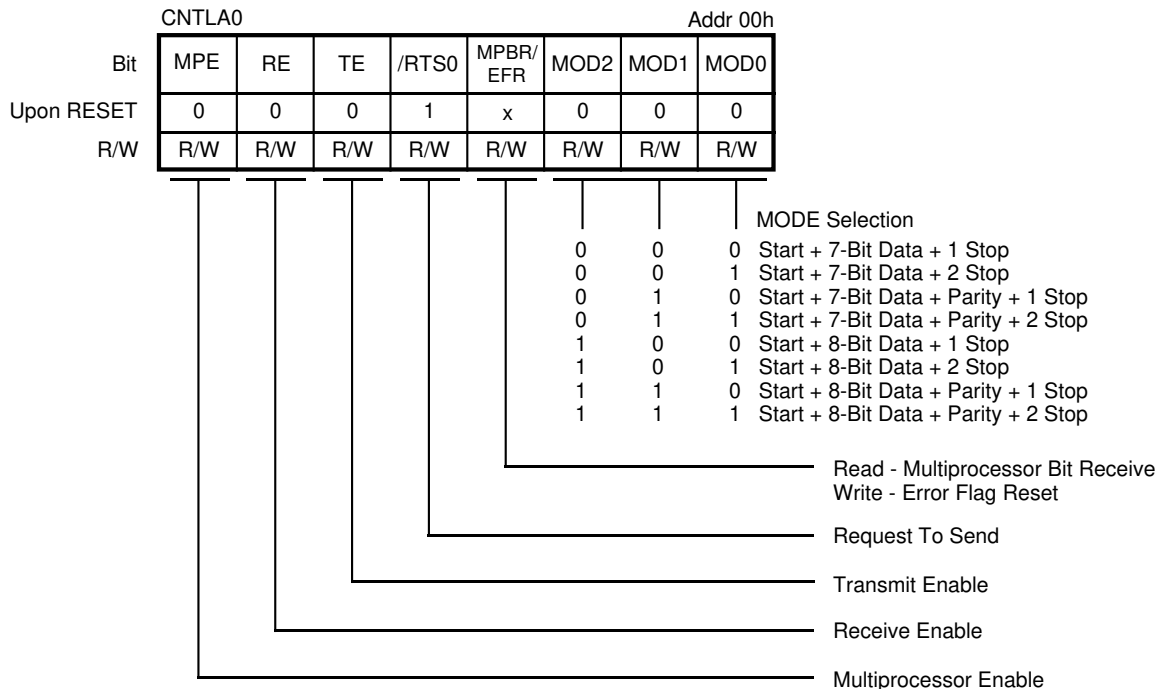 CNTLA0 Addr 00h
Bit MPE RE TE /RTS0 MPBR/ EFR MOD2 MOD1 MOD0
Upon RESET 0 0 0 1 x 0 0 0
R/W R/W R/W R/W R/W R/W R/W R/W R/W
MODE Selection
0 0 0 Start + 7-Bit Data + 1 Stop
0 0 1 Start + 7-Bit Data + 2 Stop
0 1 0 Start + 7-Bit Data + Parity + 1 Stop
0 1 1 Start + 7-Bit Data + Parity + 2 Stop
1 0 0 Start + 8-Bit Data + 1 Stop
1 0 1 Start + 8-Bit Data + 2 Stop
1 1 0 Start + 8-Bit Data + Parity + 1 Stop
1 1 1 Start + 8-Bit Data + Parity + 2 Stop
Read - Multiprocessor Bit Receive
Write - Error Flag Reset
Request To Send
Transmit Enable
Receive Enable
Multiprocessor Enable